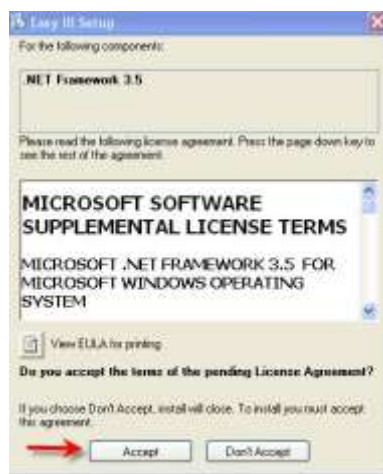 Easy III Setup
For the following components:
.NET Framework 3.5
Please read the following license agreement. Press the page down key to
see the rest of the agreement.
MICROSOFT SOFTWARE
SUPPLEMENTAL LICENSE TERMS
MICROSOFT .NET FRAMEWORK 3.5 FOR
MICROSOFT WINDOWS OPERATING
SYSTEM
View EULA for printing
Do you accept the terms of the pending License Agreement?
If you choose Don't Accept, install will close. To install you must accept
this agreement.
Accept
Don't Accept